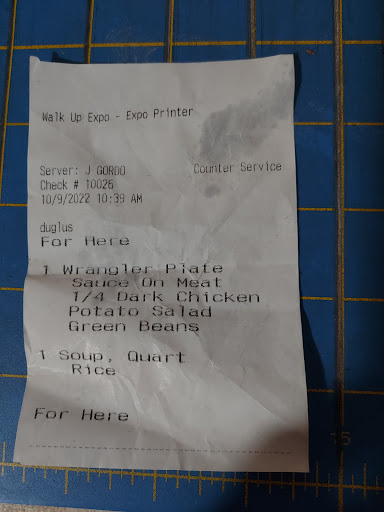 Walk Up Expo - Expo Printer
Server: J GORDO Counter Service
Check # 10026
10/9/2022 10:39 AM
duglus
For Here
1 Wrangler Plate
Sauce On Meat
1/4 Dark Chicken
Potato Salad
Green Beans
1 Soup, Quart
Rice
For Here
15